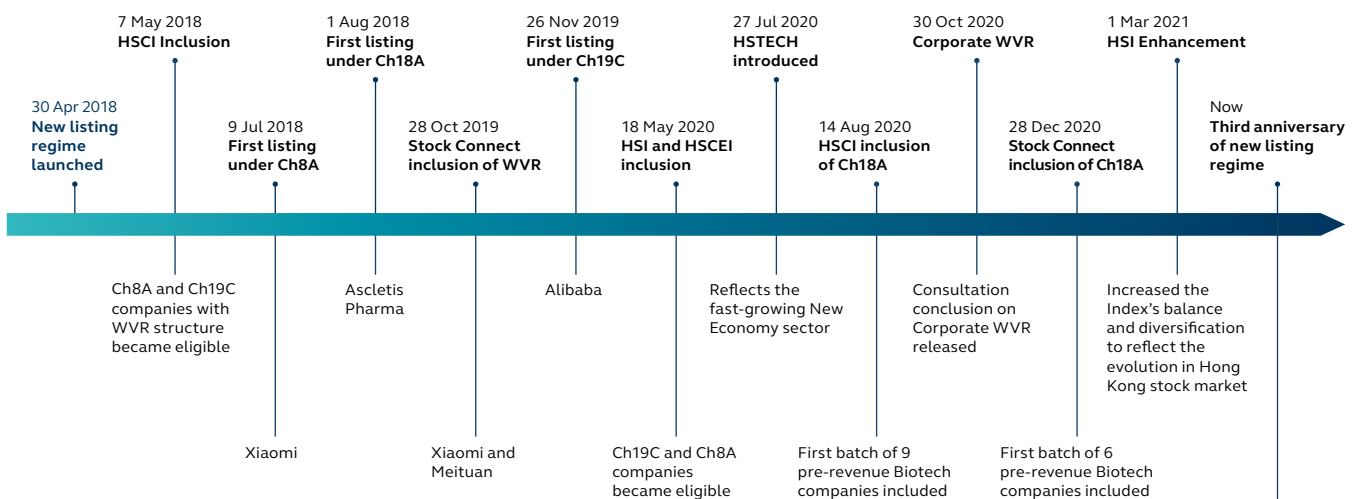 7 May 2018
HSCI Inclusion
1 Aug 2018
First listing
under Ch18A
26 Nov 2019
First listing
under Ch19C
27 Jul 2020
HSTECH
introduced
30 Oct 2020
Corporate WVR
1 Mar 2021
HSI Enhancement
30 Apr 2018
New listing
regime
launched
9 Jul 2018
First listing
under Ch8A
28 Oct 2019
Stock Connect
inclusion of WVR
18 May 2020
HSI and HSCEI
inclusion
14 Aug 2020
HSCI inclusion
of Ch18A
28 Dec 2020
Stock Connect
inclusion of Ch18A
Now
Third anniversary
of new listing
regime
Ch8A and Ch19C
companies with
WVR structure
became eligible
Ascletis
Pharma
Alibaba
Reflects the
fast-growing New
Economy sector
Consultation
conclusion on
Corporate WVR
released
Increased the
Index’s balance
and diversification
to reflect the
evolution in Hong
Kong stock market
Xiaomi
Xiaomi and
Meituan
Ch19C and Ch8A
companies
became eligible
First batch of 9
pre-revenue Biotech
companies included
First batch of 6
pre-revenue Biotech
companies included